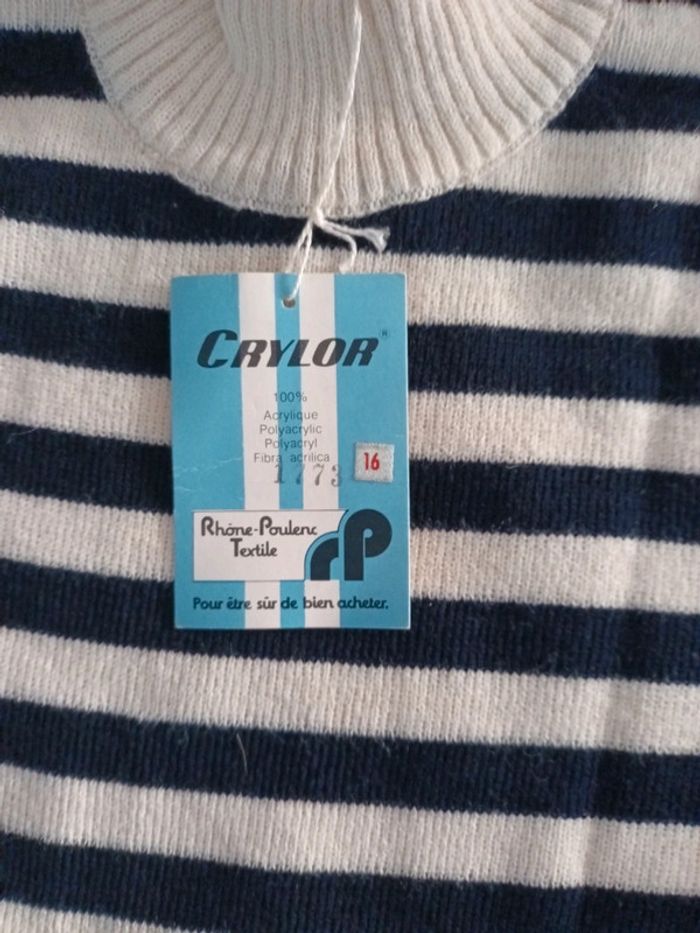 CRYLOR®
100%
Acrylique
Polyacrylic
Polyacryl
Fibra acrilica
1773
16
Rhône-Poulenc
Textile
rP
Pour être sûr de bien acheter.